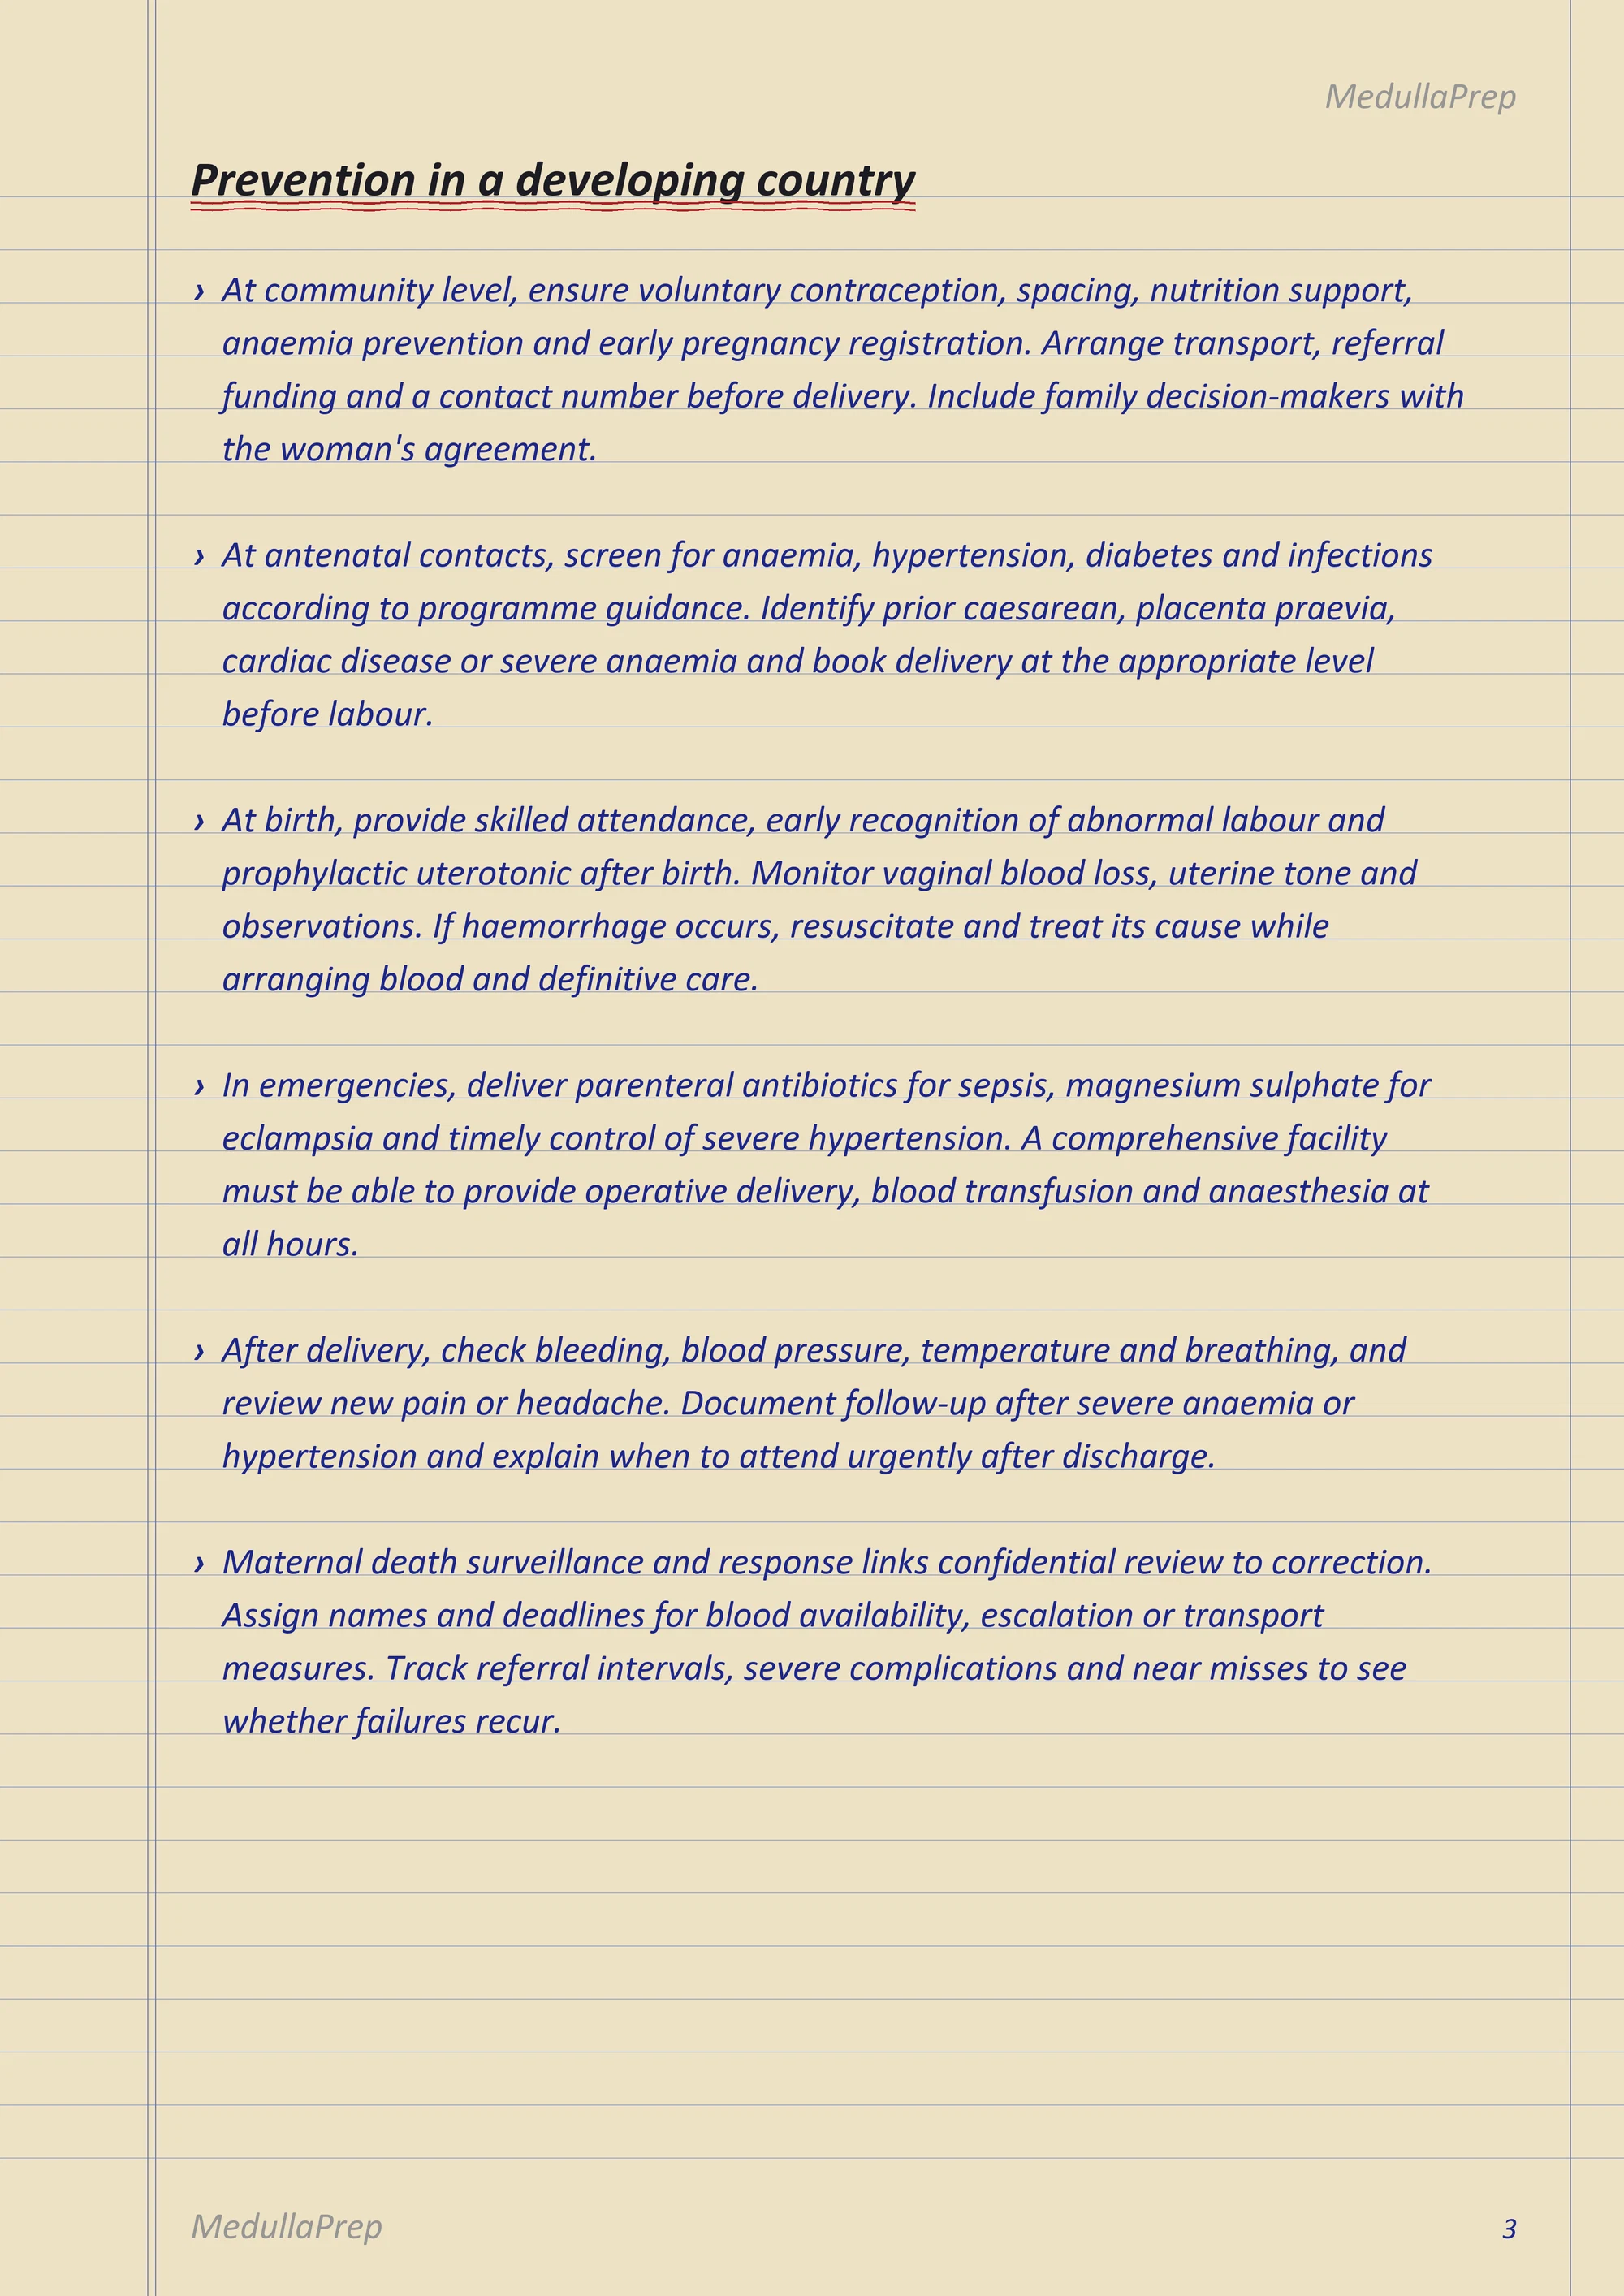 MedullaPrep
Prevention in a developing country
› At community level, ensure voluntary contraception, spacing, nutrition support,
anaemia prevention and early pregnancy registration. Arrange transport, referral
funding and a contact number before delivery. Include family decision-makers with
the woman's agreement.
› At antenatal contacts, screen for anaemia, hypertension, diabetes and infections
according to programme guidance. Identify prior caesarean, placenta praevia,
cardiac disease or severe anaemia and book delivery at the appropriate level
before labour.
› At birth, provide skilled attendance, early recognition of abnormal labour and
prophylactic uterotonic after birth. Monitor vaginal blood loss, uterine tone and
observations. If haemorrhage occurs, resuscitate and treat its cause while
arranging blood and definitive care.
› In emergencies, deliver parenteral antibiotics for sepsis, magnesium sulphate for
eclampsia and timely control of severe hypertension. A comprehensive facility
must be able to provide operative delivery, blood transfusion and anaesthesia at
all hours.
› After delivery, check bleeding, blood pressure, temperature and breathing, and
review new pain or headache. Document follow-up after severe anaemia or
hypertension and explain when to attend urgently after discharge.
› Maternal death surveillance and response links confidential review to correction.
Assign names and deadlines for blood availability, escalation or transport
measures. Track referral intervals, severe complications and near misses to see
whether failures recur.
MedullaPrep
3